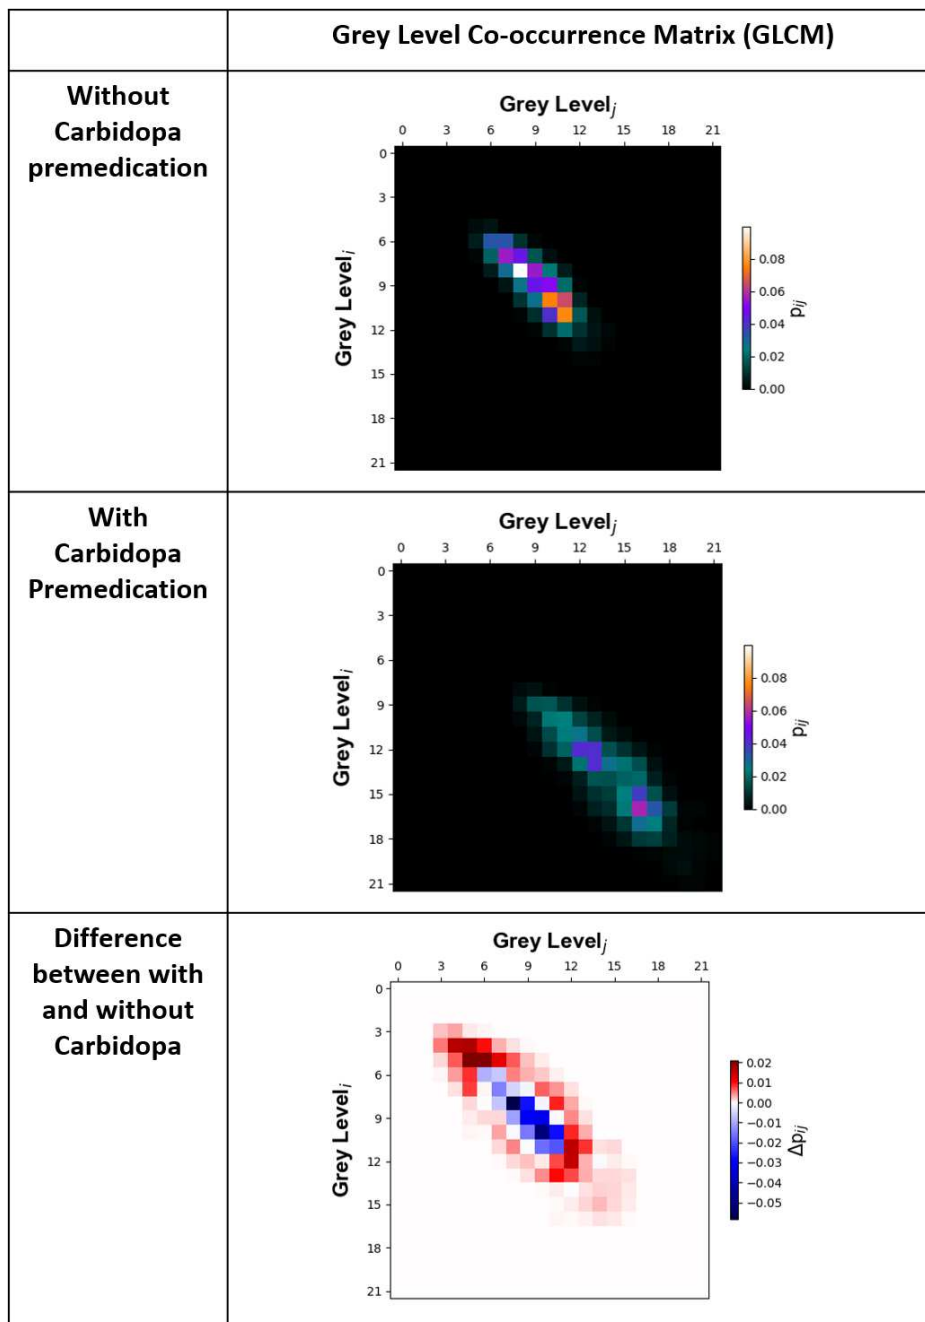 Grey Level Co-occurrence Matrix (GLCM)
Without
Carbidopa
premedication
Grey Level_j
0 3 6 9 12 15 18 21
Grey Level_i
0
3
6
9
12
15
18
21
0.08
0.06
0.04
0.02
0.00
p_ij
With
Carbidopa
Premedication
Grey Level_j
0 3 6 9 12 15 18 21
Grey Level_i
0
3
6
9
12
15
18
21
0.08
0.06
0.04
0.02
0.00
p_ij
Difference
between with
and without
Carbidopa
Grey Level_j
0 3 6 9 12 15 18 21
Grey Level_i
0
3
6
9
12
15
18
21
0.02
0.01
0.00
−0.01
−0.02
−0.03
−0.04
−0.05
Δp_ij